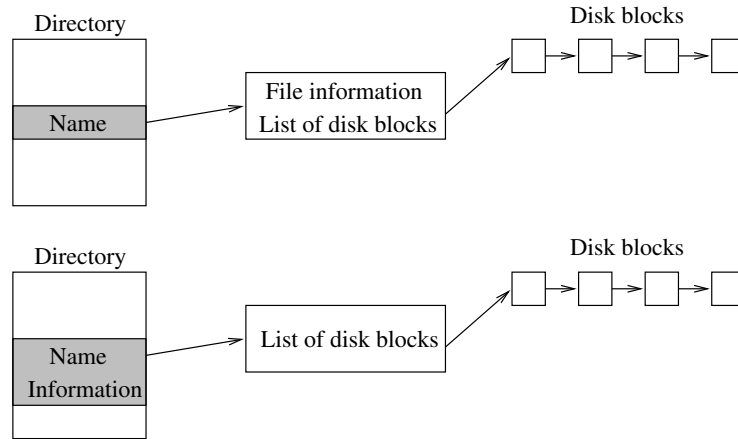 Disk blocks
Directory
File information
Name
List of disk blocks
Disk blocks
Directory
List of disk blocks
Name
Information